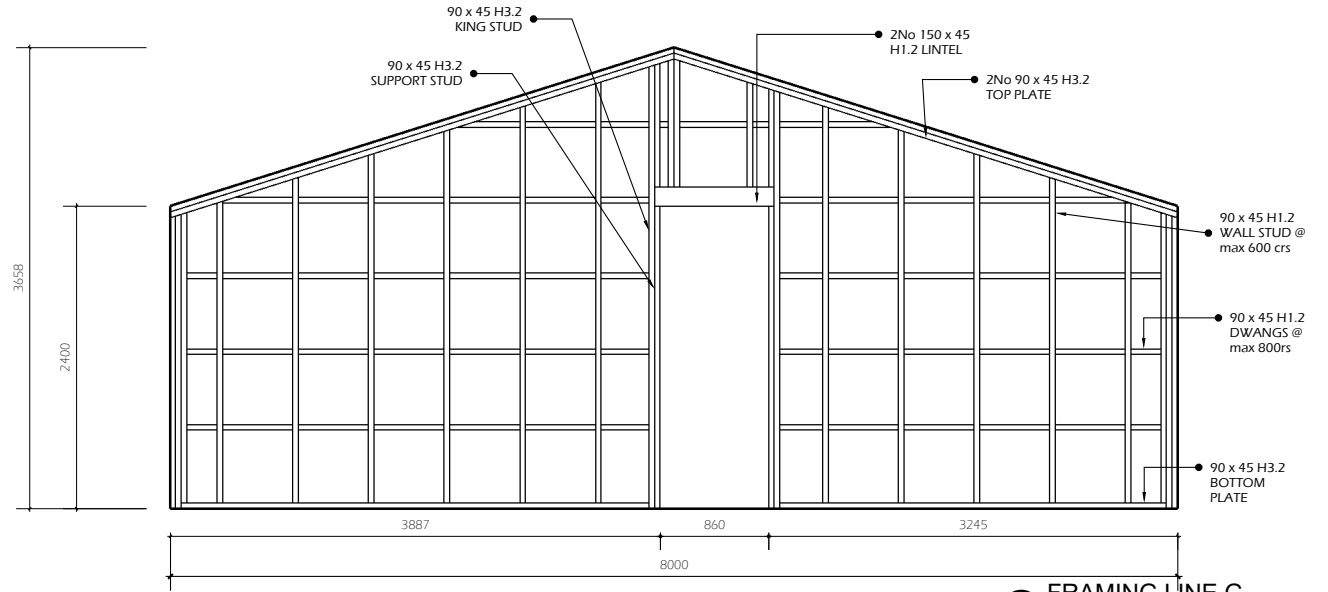 90 x 45 H3.2
KING STUD
2No 150 x 45
H1.2 LINTEL
90 x 45 H3.2
SUPPORT STUD
2No 90 x 45 H3.2
TOP PLATE
90 x 45 H1.2
WALL STUD @
max 600 crs
3658
2400
90 x 45 H1.2
DWANGS @
max 800rs
90 x 45 H3.2
BOTTOM
PLATE
3887
860
3245
8000
FRAMING LINE C